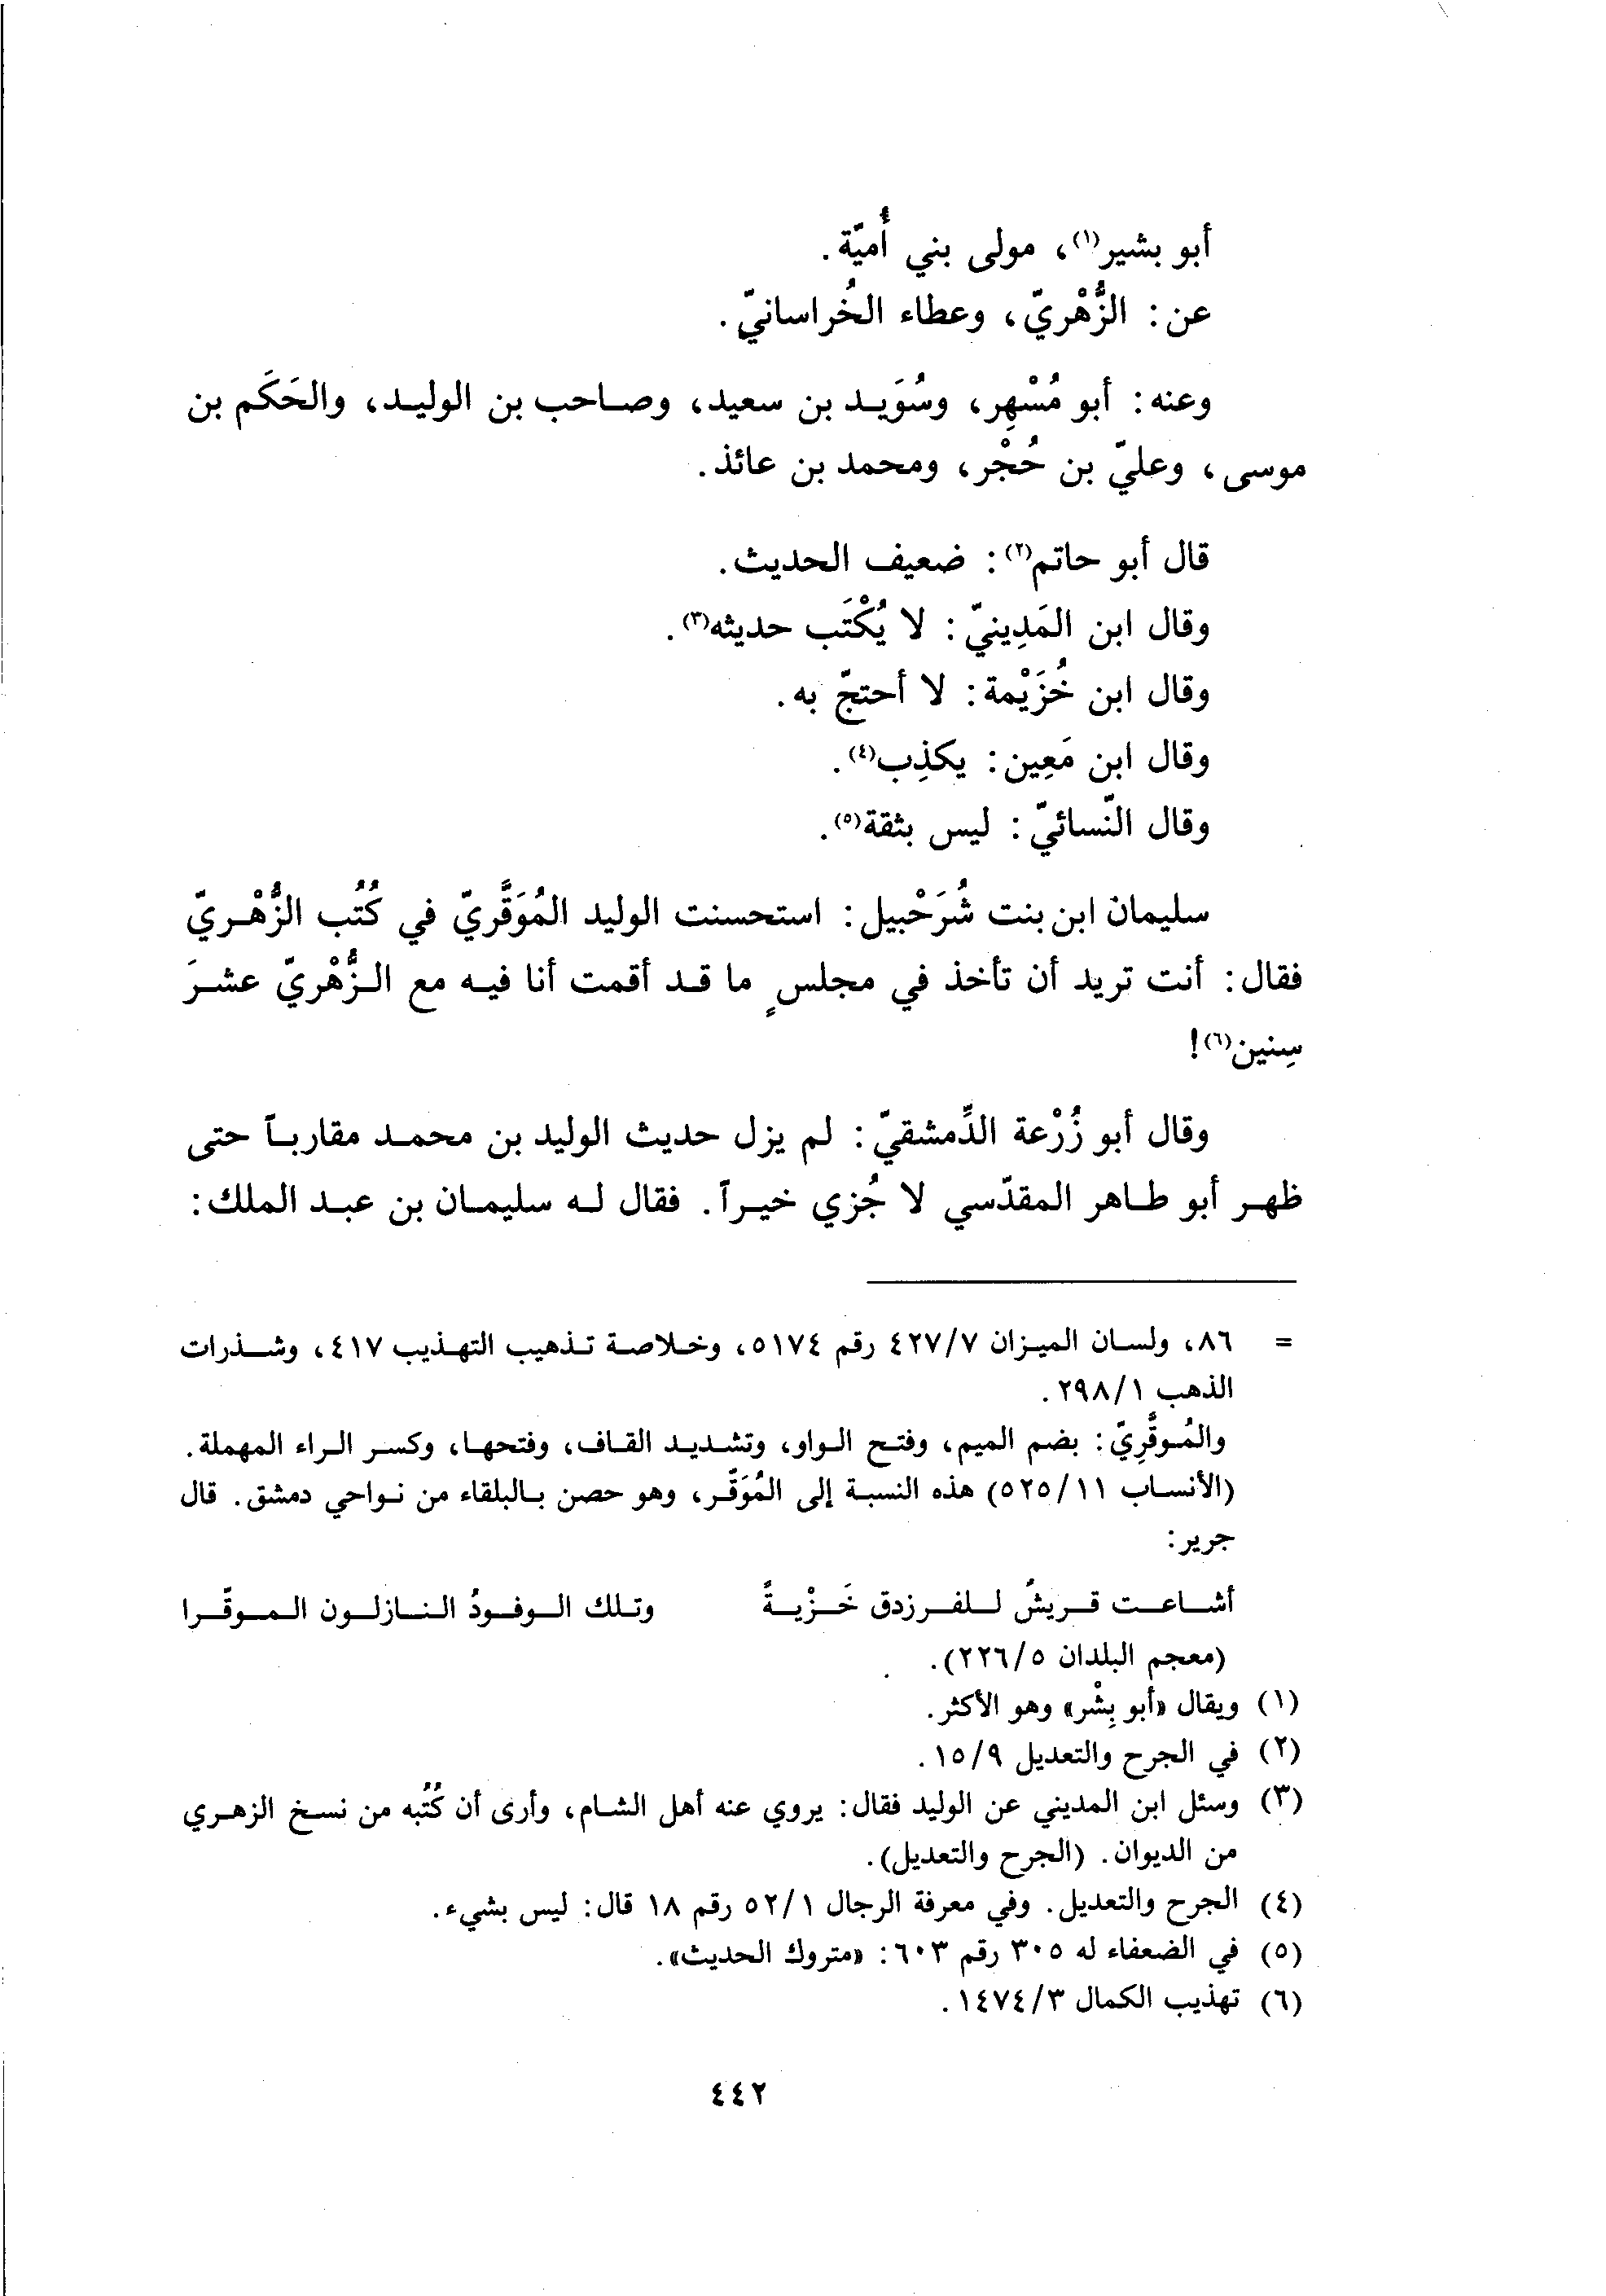 أبو بشير(١)، مولى بني أُميّة.
عن: الزُّهْريّ، وعطاء الخُراسانيّ.
وعنه: أبو مُسْهِر، وسُوَيد بن سعيد، وصاحب بن الوليد، والحَكَم بن
موسى، وعليّ بن حُجْر، ومحمد بن عائذ.
قال أبو حاتم(٢): ضعيف الحديث.
وقال ابن المَدِينيّ: لا يُكْتَب حديثه(٣).
وقال ابن خُزَيْمة: لا أحتجّ به.
وقال ابن مَعِين: يكذِب(٤).
وقال النّسائيّ: ليس بثقة(٥).
سليمان ابن بنت شُرَحْبيل: استحسنت الوليد المُوَقَّريّ في كُتُب الزُّهْريّ
فقال: أنت تريد أن تأخذ في مجلسٍ ما قد أقمت أنا فيه مع الزُّهْريّ عشرَ
سِنين(٦)!
وقال أبو زُرْعة الدِّمشقيّ: لم يزل حديث الوليد بن محمد مقارباً حتى
ظهر أبو طاهر المقدّسي لا جُزي خيراً. فقال له سليمان بن عبد الملك:
= ٨٦، ولسان الميزان ٤٢٧/٧ رقم ٥١٧٤، وخلاصة تذهيب التهذيب ٤١٧، وشذرات
الذهب ٢٩٨/١.
والمُوقَّرِيّ: بضم الميم، وفتح الواو، وتشديد القاف، وفتحها، وكسر الراء المهملة.
(الأنساب ٥٢٥/١١) هذه النسبة إلى المُوَقّر، وهو حصن بالبلقاء من نواحي دمشق. قال
جرير:
أشاعت قريشُ للفرزدق خَزْيةً وتلك الوفودُ النازلون الموقّرا
(معجم البلدان ٢٢٦/٥).
(١) ويقال «أبو بِشْر» وهو الأكثر.
(٢) في الجرح والتعديل ١٥/٩.
(٣) وسئل ابن المديني عن الوليد فقال: يروي عنه أهل الشام، وأرى أن كُتُبه من نسخ الزهري
من الديوان. (الجرح والتعديل).
(٤) الجرح والتعديل. وفي معرفة الرجال ٥٢/١ رقم ١٨ قال: ليس بشيء.
(٥) في الضعفاء له ٣٠٥ رقم ٦٠٣: «متروك الحديث».
(٦) تهذيب الكمال ١٤٧٤/٣.
٤٤٢